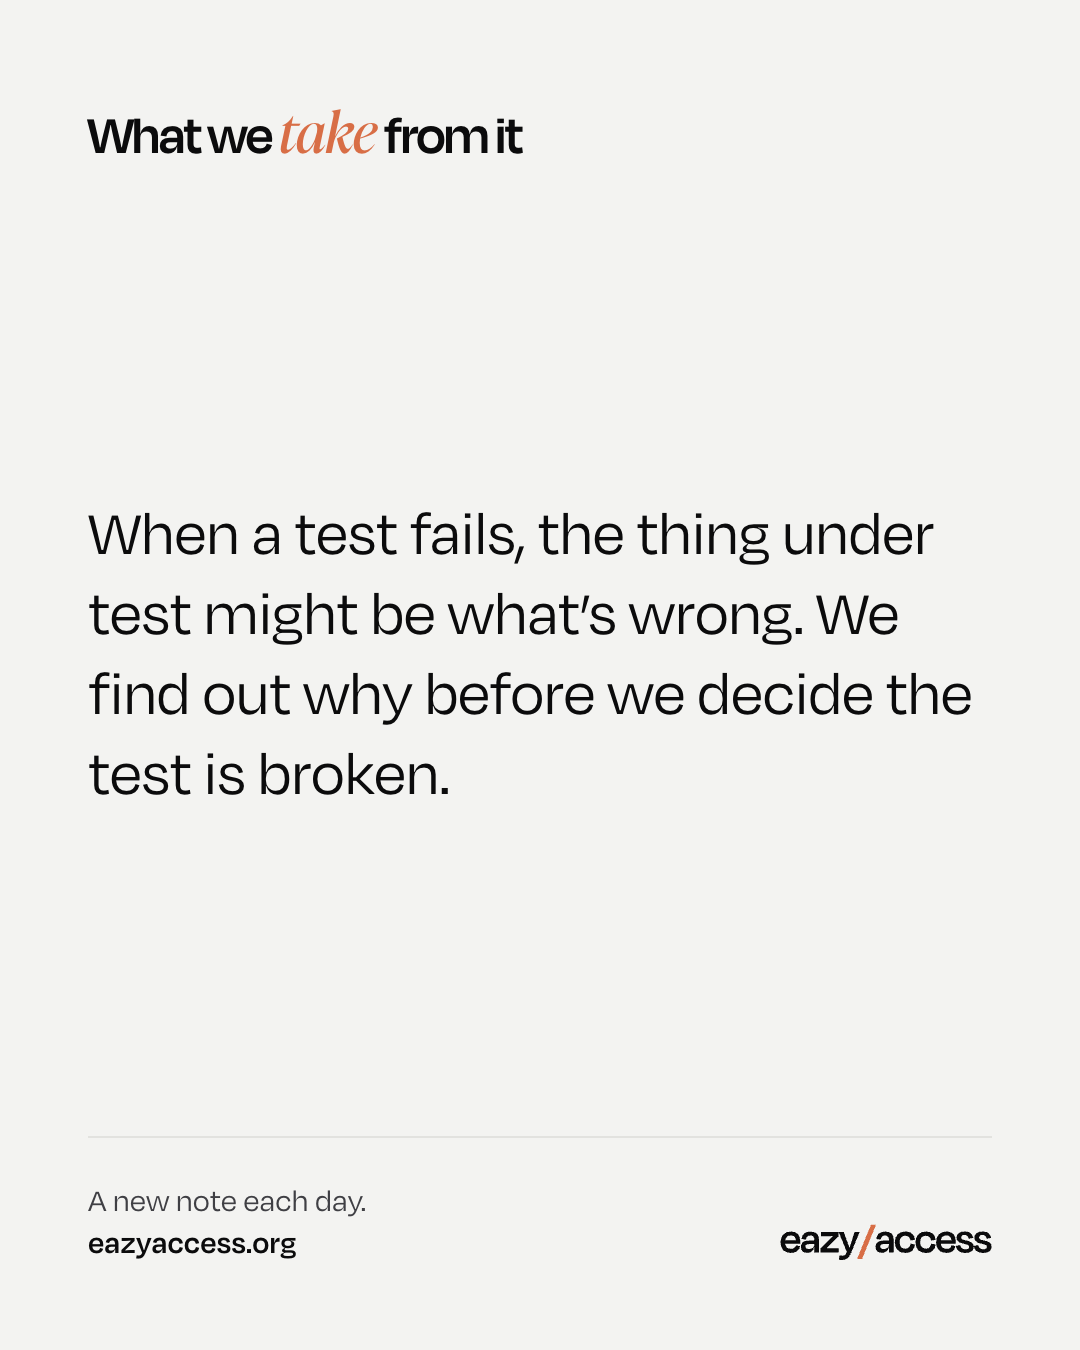 What we take from it
When a test fails, the thing under
test might be what’s wrong. We
find out why before we decide the
test is broken.
A new note each day.
eazyaccess.org
eazy/access